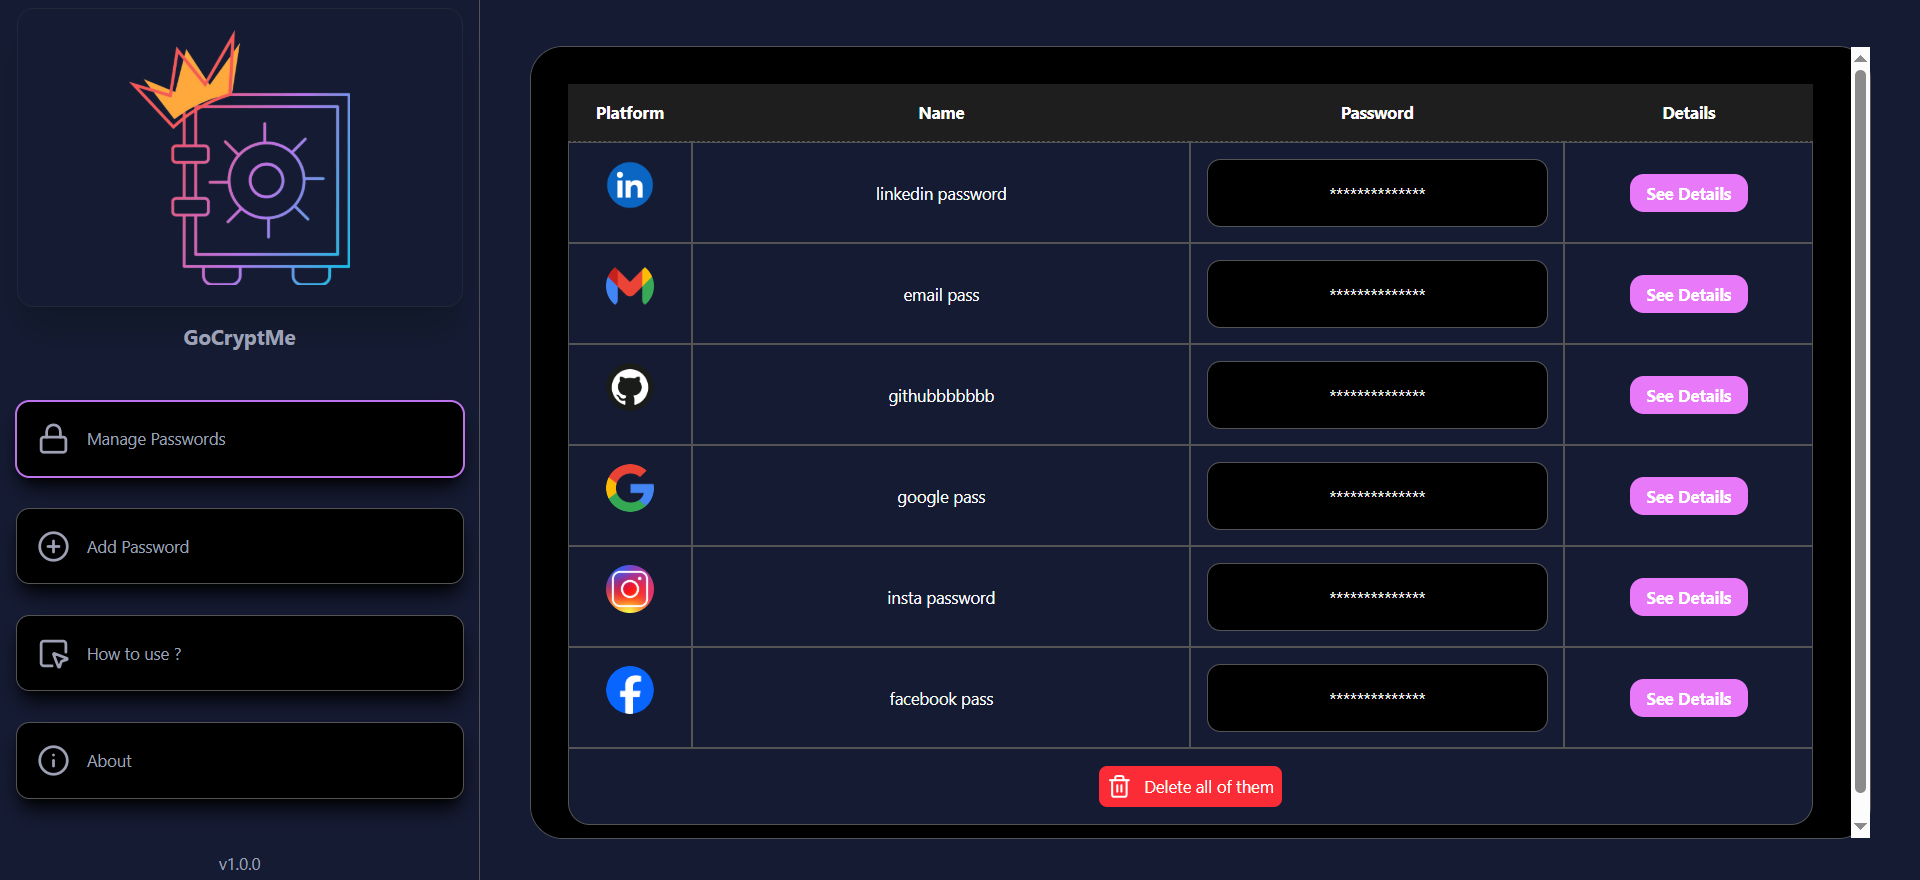 GoCryptMe
Manage Passwords
Add Password
How to use ?
About
v1.0.0
Platform Name Password Details
linkedin password ************** See Details
email pass ************** See Details
githubbbbbbb ************** See Details
google pass ************** See Details
insta password ************** See Details
facebook pass ************** See Details
Delete all of them